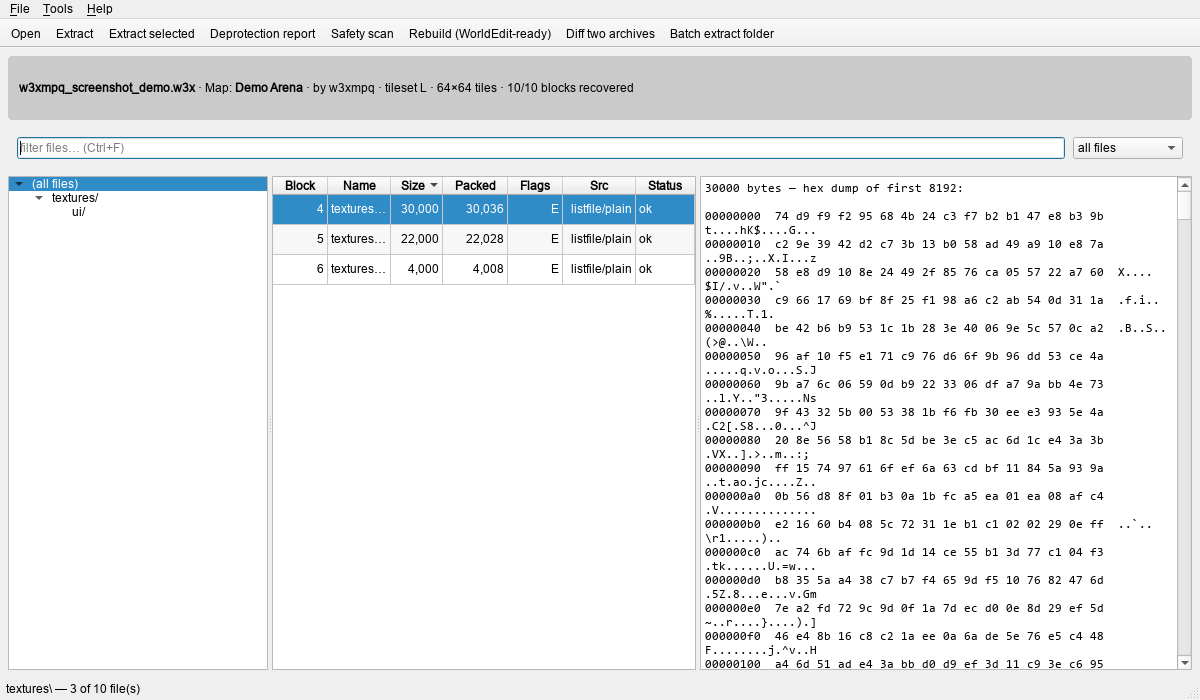 File Tools Help
Open Extract Extract selected Deprotection report Safety scan Rebuild (WorldEdit-ready) Diff two archives Batch extract folder
w3xmpq_screenshot_demo.w3x · Map: Demo Arena · by w3xmpq · tileset L · 64×64 tiles · 10/10 blocks recovered
filter files… (Ctrl+F) all files
(all files)
textures/
ui/
Block Name Size Packed Flags Src Status
4 textures… 30,000 30,036 E listfile/plain ok
5 textures… 22,000 22,028 E listfile/plain ok
6 textures… 4,000 4,008 E listfile/plain ok
30000 bytes — hex dump of first 8192:
00000000  74 d9 f9 f2 95 68 4b 24 c3 f7 b2 b1 47 e8 b3 9b
t....hK$....G...
00000010  c2 9e 39 42 d2 c7 3b 13 b0 58 ad 49 a9 10 e8 7a
..9B..;..X.I...z
00000020  58 e8 d9 10 8e 24 49 2f 85 76 ca 05 57 22 a7 60  X....
$I/.v..W".`
00000030  c9 66 17 69 bf 8f 25 f1 98 a6 c2 ab 54 0d 31 1a  .f.i..
%.....T.1.
00000040  be 42 b6 b9 53 1c 1b 28 3e 40 06 9e 5c 57 0c a2  .B..S..
(>@..\W..
00000050  96 af 10 f5 e1 71 c9 76 d6 6f 9b 96 dd 53 ce 4a
.....q.v.o...S.J
00000060  9b a7 6c 06 59 0d b9 22 33 06 df a7 9a bb 4e 73
..l.Y.."3.....Ns
00000070  9f 43 32 5b 00 53 38 1b f6 fb 30 ee e3 93 5e 4a
.C2[.S8...0...^J
00000080  20 8e 56 58 b1 8c 5d be 3e c5 ac 6d 1c e4 3a 3b
.VX..].>..m..:;
00000090  ff 15 74 97 61 6f ef 6a 63 cd bf 11 84 5a 93 9a
..t.ao.jc....Z..
000000a0  0b 56 d8 8f 01 b3 0a 1b fc a5 ea 01 ea 08 af c4
.V..............
000000b0  e2 16 60 b4 08 5c 72 31 1e b1 c1 02 02 29 0e ff  ..`..
\r1.....)..
000000c0  ac 74 6b af fc 9d 1d 14 ce 55 b1 3d 77 c1 04 f3
.tk......U.=w...
000000d0  b8 35 5a a4 38 c7 b7 f4 65 9d f5 10 76 82 47 6d
.5Z.8...e...v.Gm
000000e0  7e a2 fd 72 9c 9d 0f 1a 7d ec d0 0e 8d 29 ef 5d
~..r....}....).]
000000f0  46 e4 8b 16 c8 c2 1a ee 0a 6a de 5e 76 e5 c4 48
F........j.^v..H
00000100  a4 6d 51 ad e4 3a bb d0 d9 ef 3d 11 c9 3e c6 95
textures\ — 3 of 10 file(s)